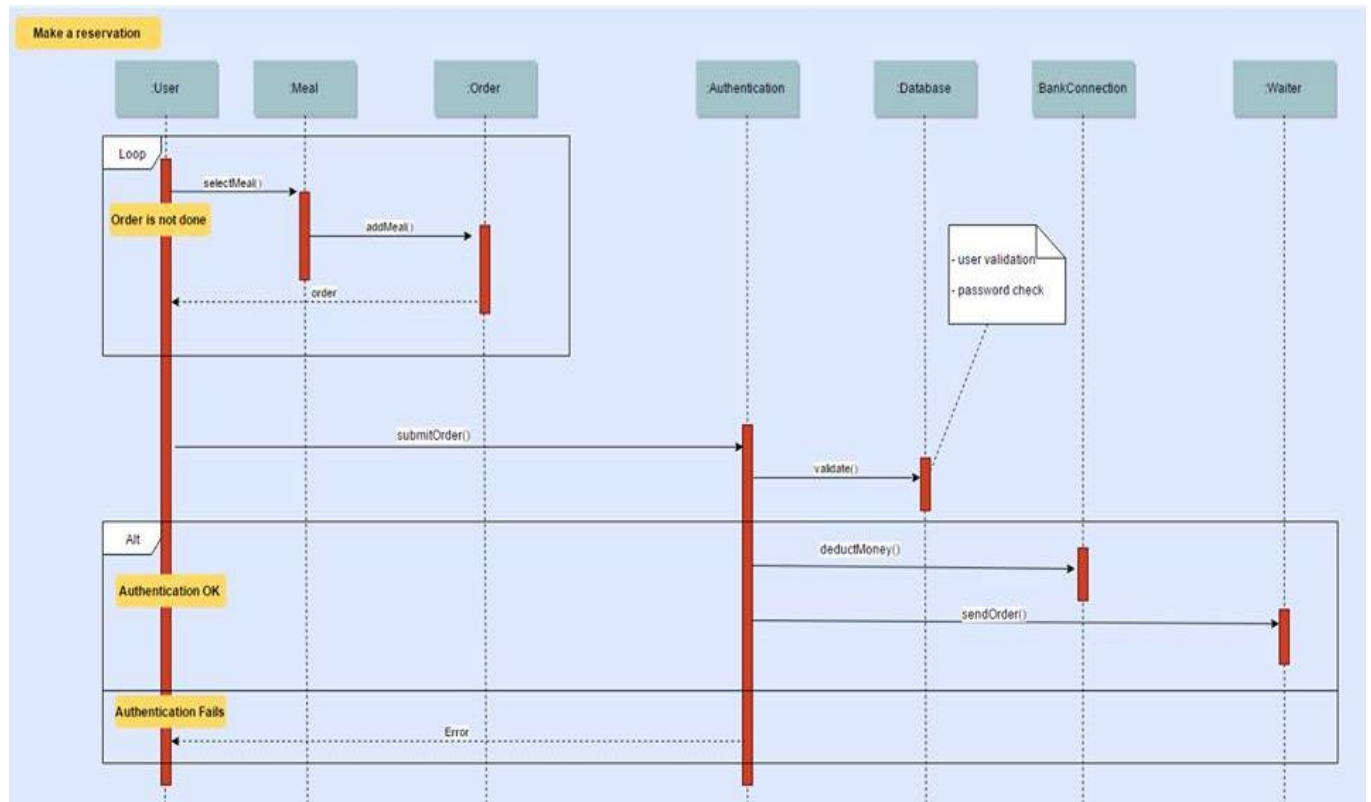 Make a reservation
:User
:Meal
:Order
:Authentication
:Database
:BankConnection
:Waiter
Loop
selectMeal()
Order is not done
addMeal()
order
- user validation
- password check
submitOrder()
validate()
Alt
deductMoney()
Authentication OK
sendOrder()
Authentication Fails
Error